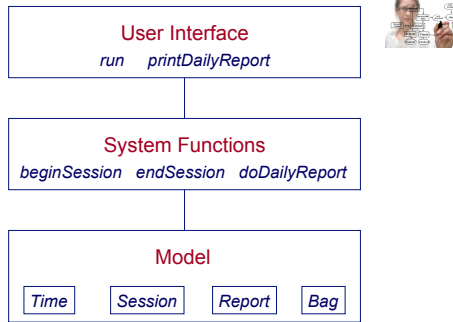 User Interface
run printDailyReport
System Functions
beginSession endSession doDailyReport
Model
Time Session Report Bag